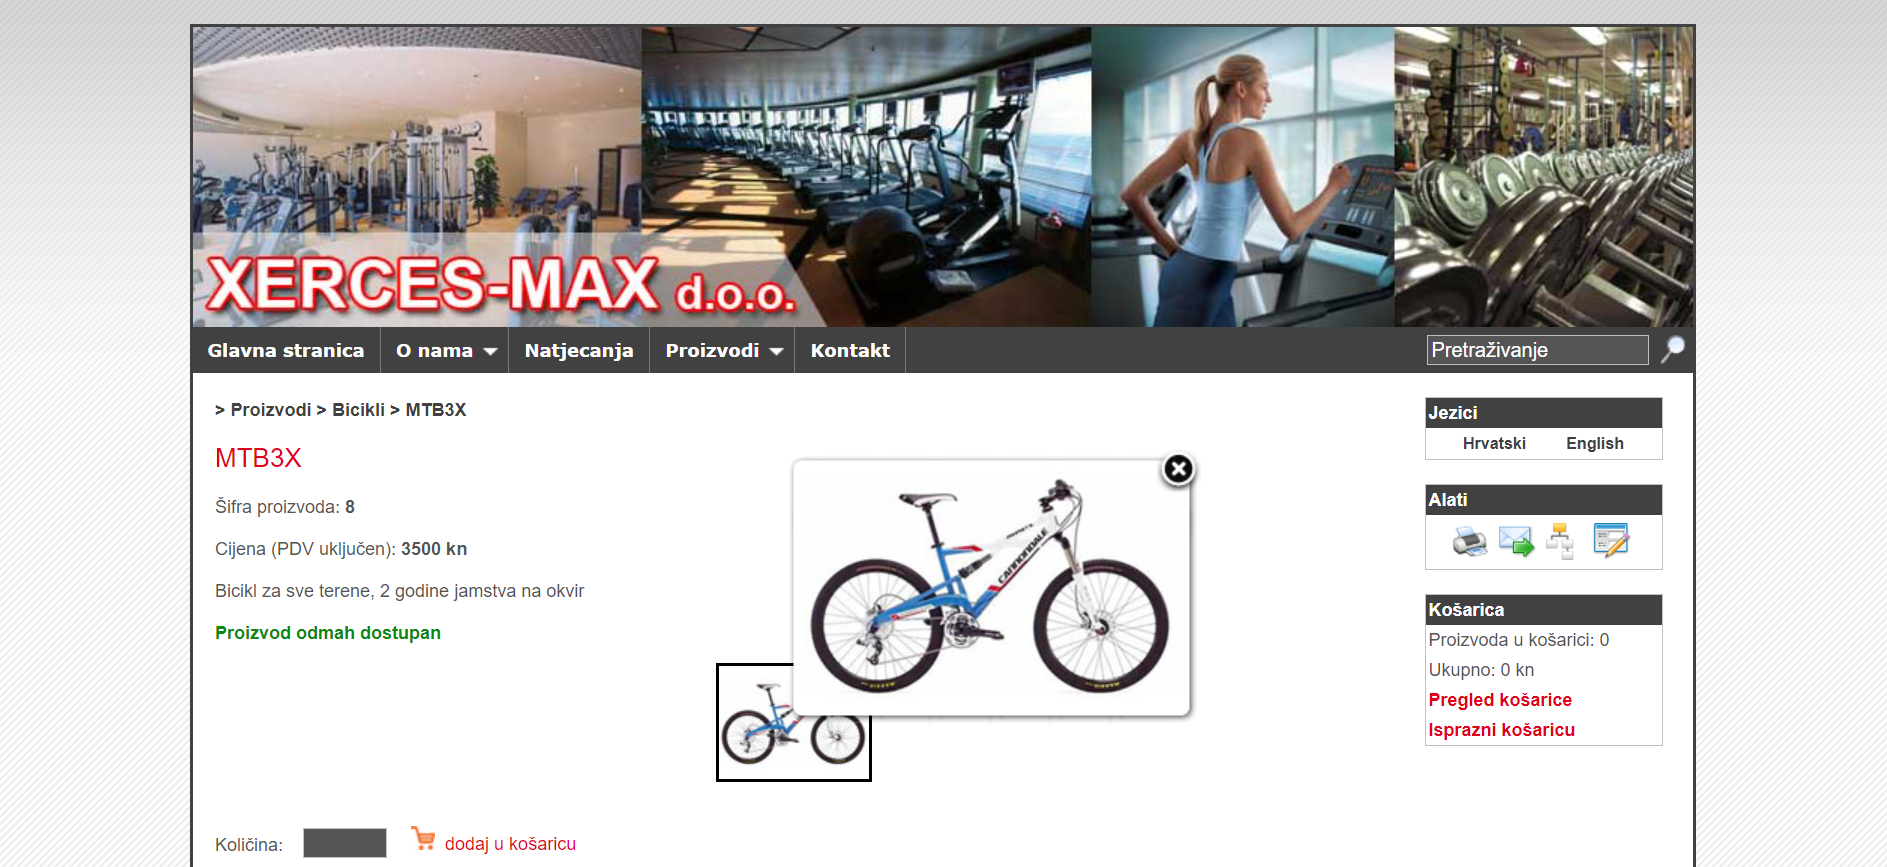 XERCES-MAX d.o.o.
Glavna stranica
O nama
Natjecanja
Proizvodi
Kontakt
Pretraživanje
> Proizvodi > Bicikli > MTB3X
MTB3X
Šifra proizvoda: 8
Cijena (PDV uključen): 3500 kn
Bicikl za sve terene, 2 godine jamstva na okvir
Proizvod odmah dostupan
CANNONDALE
Količina:
dodaj u košaricu
Jezici
Hrvatski
English
Alati
Košarica
Proizvoda u košarici: 0
Ukupno: 0 kn
Pregled košarice
Isprazni košaricu